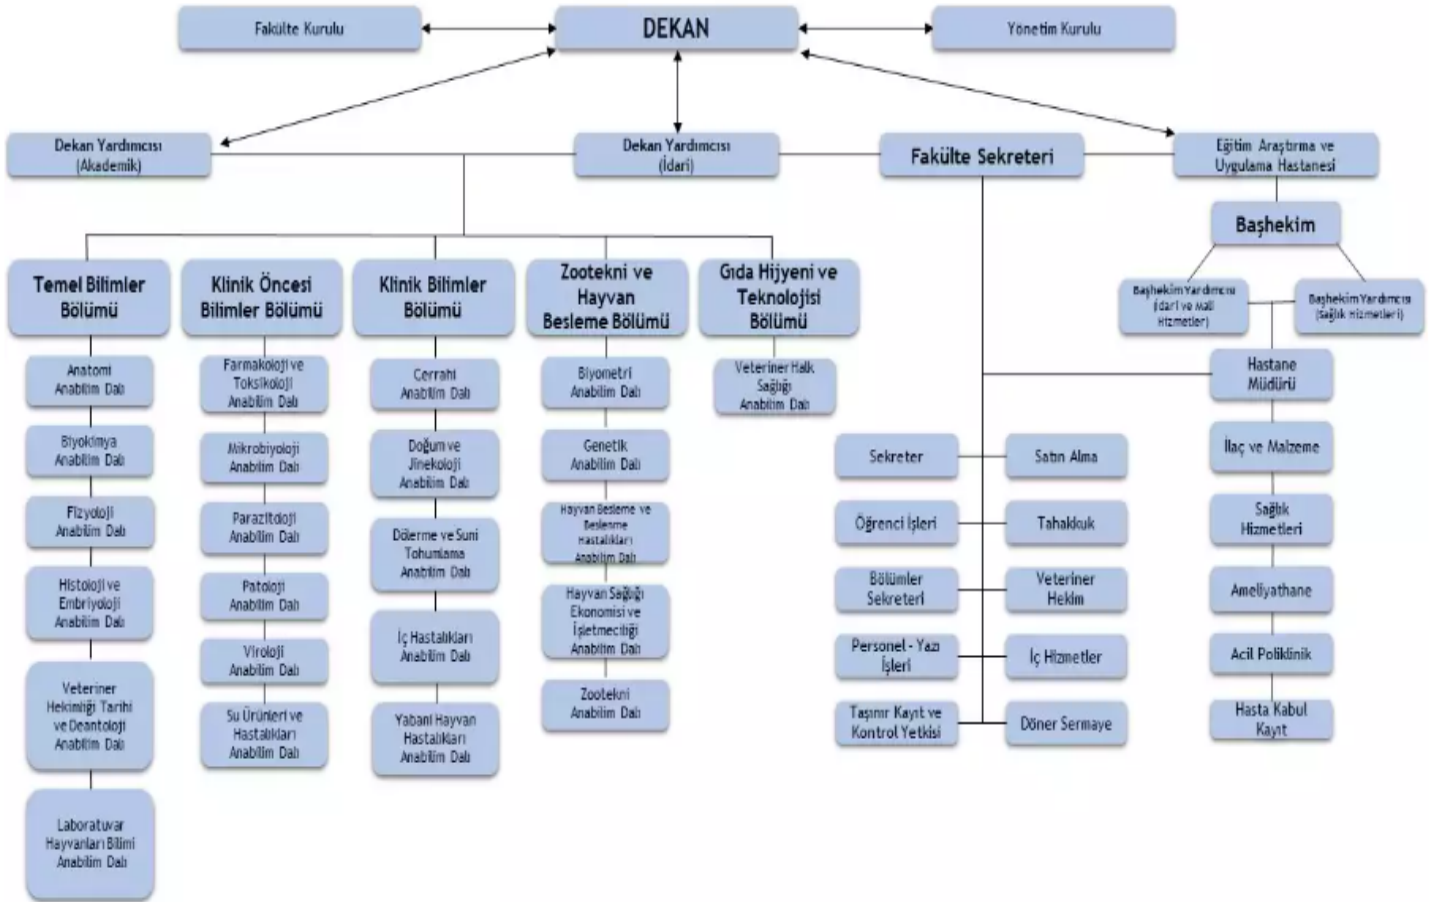 Fakülte Kurulu
DEKAN
Yönetim Kurulu
Dekan Yardımcısı
(Akademik)
Dekan Yardımcısı
(İdari)
Fakülte Sekreteri
Eğitim Araştırma ve
Uygulama Hastanesi
Başhekim
Başhekim Yardımcısı
(İdari ve Mali
Hizmetler)
Başhekim Yardımcısı
(Sağlık Hizmetleri)
Temel Bilimler
Bölümü
Klinik Öncesi
Bilimler Bölümü
Klinik Bilimler
Bölümü
Zootekni ve
Hayvan
Besleme Bölümü
Gıda Hijyeni ve
Teknolojisi
Bölümü
Anatomi
Anabilim Dalı
Biyokimya
Anabilim Dalı
Fizyoloji
Anabilim Dalı
Histoloji ve
Embriyoloji
Anabilim Dalı
Veteriner
Hekimliği Tarihi
ve Deantoloji
Anabilim Dalı
Laboratuvar
Hayvanları Bilimi
Anabilim Dalı
Farmakoloji ve
Toksikoloji
Anabilim Dalı
Mikrobiyoloji
Anabilim Dalı
Parazitoloji
Anabilim Dalı
Patoloji
Anabilim Dalı
Viroloji
Anabilim Dalı
Su Ürünleri ve
Hastalıkları
Anabilim Dalı
Cerrahi
Anabilim Dalı
Doğum ve
Jinekoloji
Anabilim Dalı
Dölerme ve Suni
Tohumlama
Anabilim Dalı
İç Hastalıkları
Anabilim Dalı
Yabani Hayvan
Hastalıkları
Anabilim Dalı
Biyometri
Anabilim Dalı
Genetik
Anabilim Dalı
Hayvan Besleme ve
Beslenme
Hastalıkları
Anabilim Dalı
Hayvan Sağlığı
Ekonomisi ve
İşletmeciliği
Anabilim Dalı
Zootekni
Anabilim Dalı
Veteriner Halk
Sağlığı
Anabilim Dalı
Sekreter
Satın Alma
Öğrenci İşleri
Tahakkuk
Bölümler
Sekreteri
Veteriner
Hekim
Personel - Yazı
İşleri
İç Hizmetler
Taşınır Kayıt ve
Kontrol Yetkisi
Döner Sermaye
Hastane
Müdürü
İlaç ve Malzeme
Sağlık
Hizmetleri
Ameliyathane
Acil Poliklinik
Hasta Kabul
Kayıt